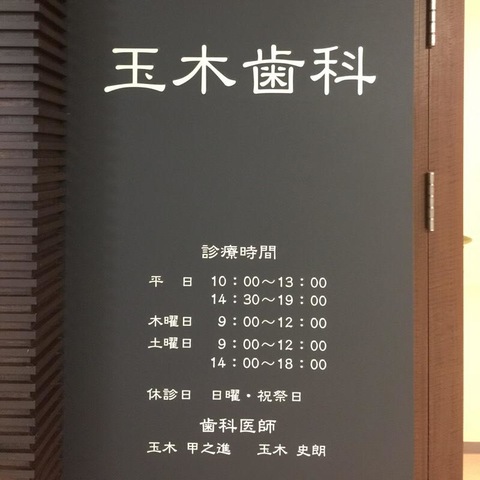 玉木歯科
診療時間
平　日　10：00～13：00
14：30～19：00
木曜日　9：00～12：00
土曜日　9：00～12：00
14：00～18：00
休診日　日曜・祝祭日
歯科医師
玉木 甲之進　玉木 史朗